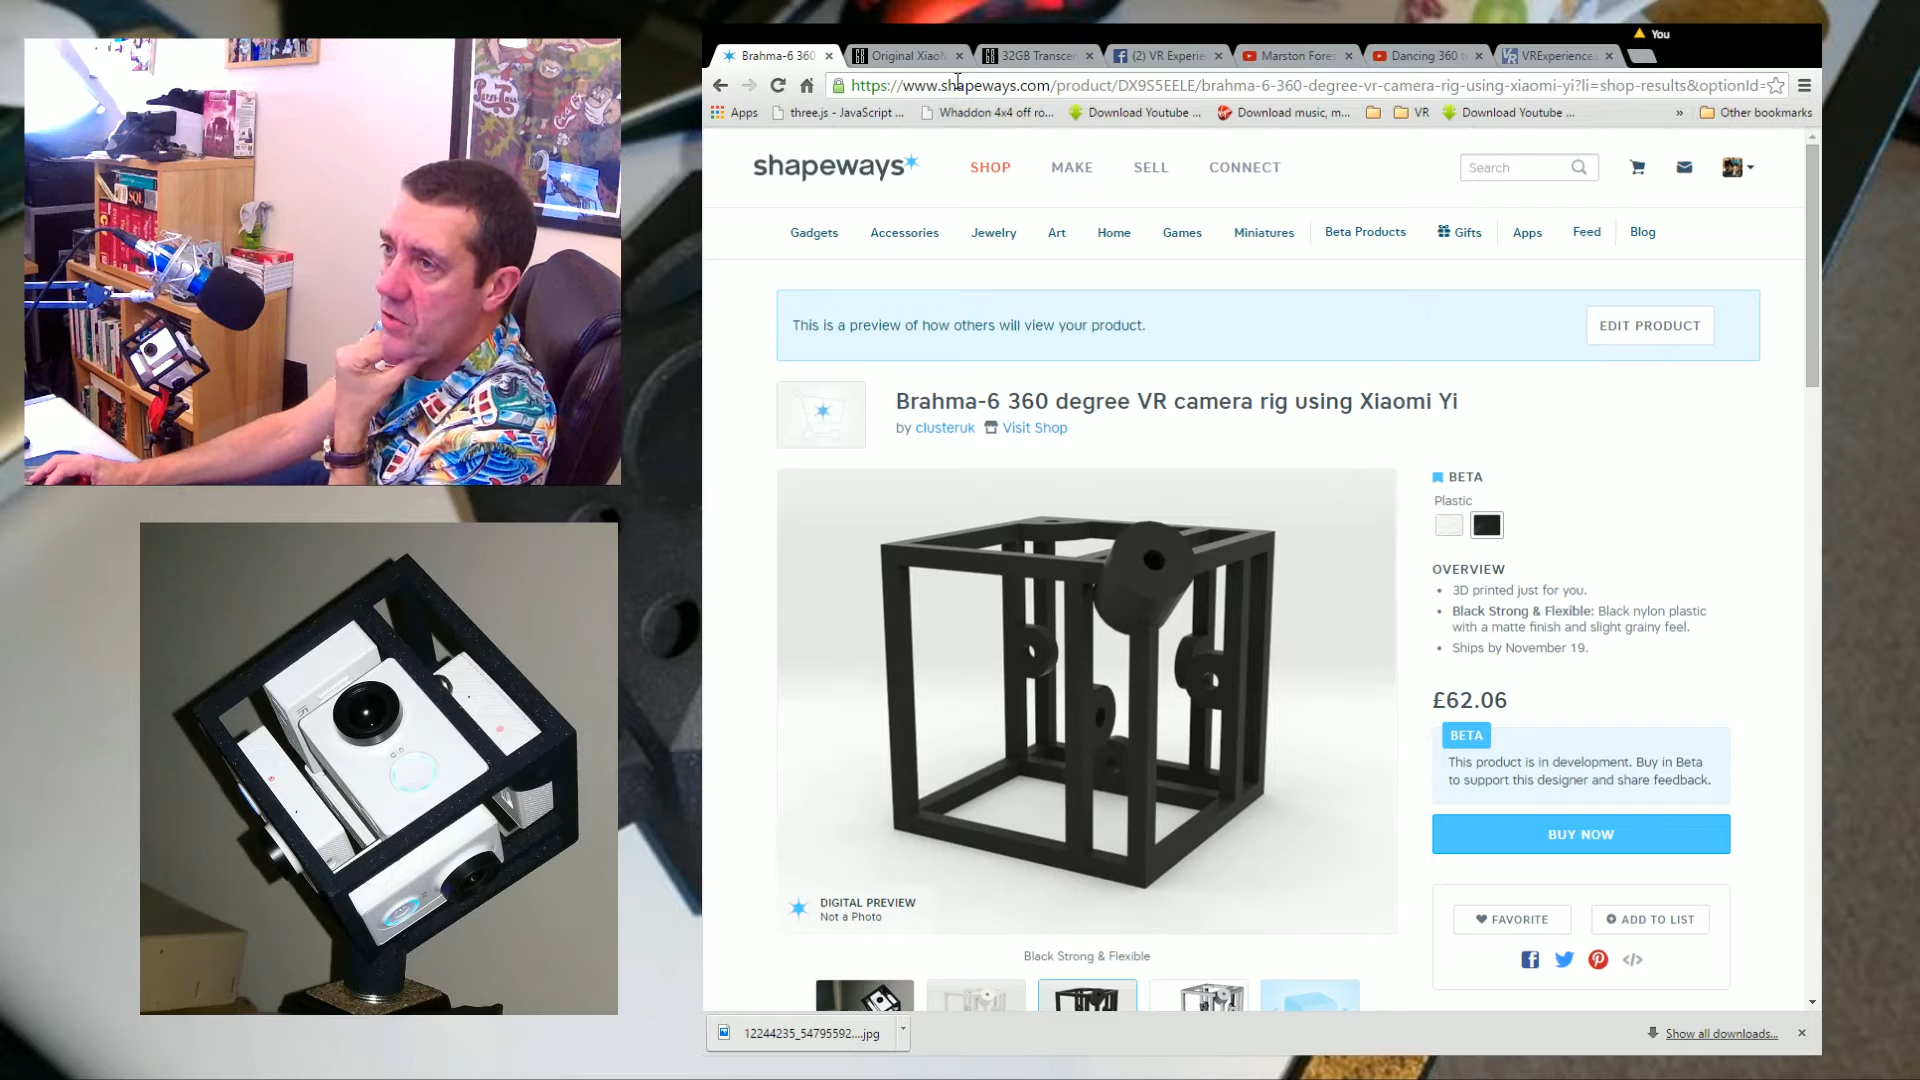 You
Brahma-6 360
Original Xiao
32GB Transcen
(2) VR Experie
Marston Fores
Dancing 360 t
VRExperience.
https://www.shapeways.com/product/DX9S5EELE/brahma-6-360-degree-vr-camera-rig-using-xiaomi-yi?li=shop-results&optionId=
Apps
three.js - JavaScript ...
Whaddon 4x4 off ro...
Download Youtube ...
Download music, m...
VR
Download Youtube ...
»
Other bookmarks
shapeways
SHOP
MAKE
SELL
CONNECT
Search
Gadgets
Accessories
Jewelry
Art
Home
Games
Miniatures
Beta Products
Gifts
Apps
Feed
Blog
This is a preview of how others will view your product.
EDIT PRODUCT
Brahma-6 360 degree VR camera rig using Xiaomi Yi
by clusteruk Visit Shop
BETA
Plastic
OVERVIEW
• 3D printed just for you.
• Black Strong & Flexible: Black nylon plastic
with a matte finish and slight grainy feel.
• Ships by November 19.
£62.06
BETA
This product is in development. Buy in Beta
to support this designer and share feedback.
BUY NOW
FAVORITE
ADD TO LIST
DIGITAL PREVIEW
Not a Photo
Black Strong & Flexible
12244235_54795592....jpg
Show all downloads...
SQL